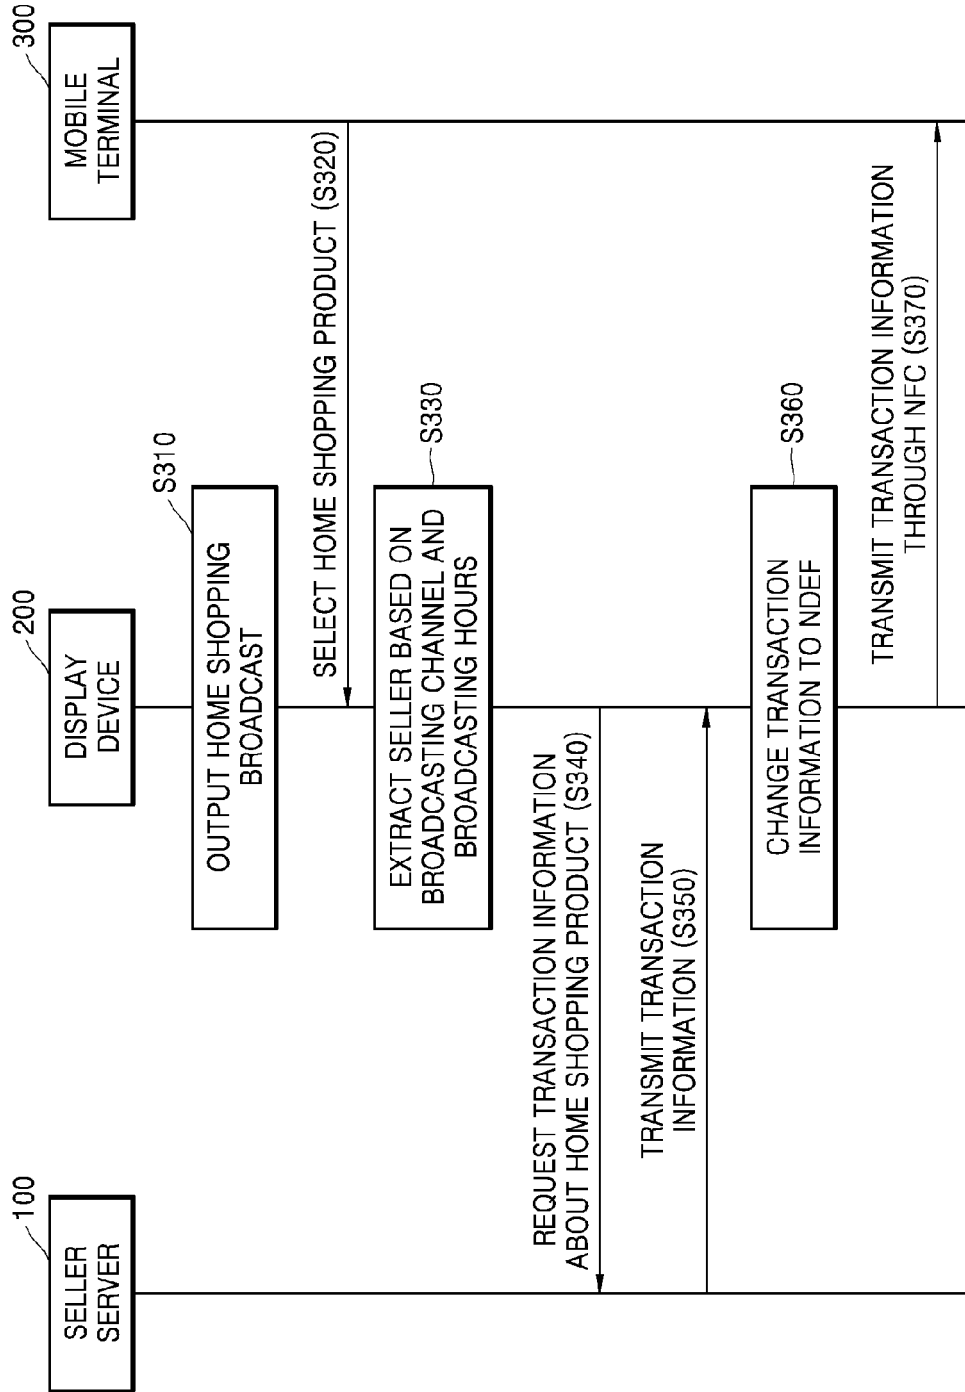 100
SELLER
SERVER
200
DISPLAY
DEVICE
300
MOBILE
TERMINAL
S310
OUTPUT HOME SHOPPING
BROADCAST
SELECT HOME SHOPPING PRODUCT (S320)
S330
EXTRACT SELLER BASED ON
BROADCASTING CHANNEL AND
BROADCASTING HOURS
REQUEST TRANSACTION INFORMATION
ABOUT HOME SHOPPING PRODUCT (S340)
TRANSMIT TRANSACTION
INFORMATION (S350)
S360
CHANGE TRANSACTION
INFORMATION TO NDEF
TRANSMIT TRANSACTION INFORMATION
THROUGH NFC (S370)